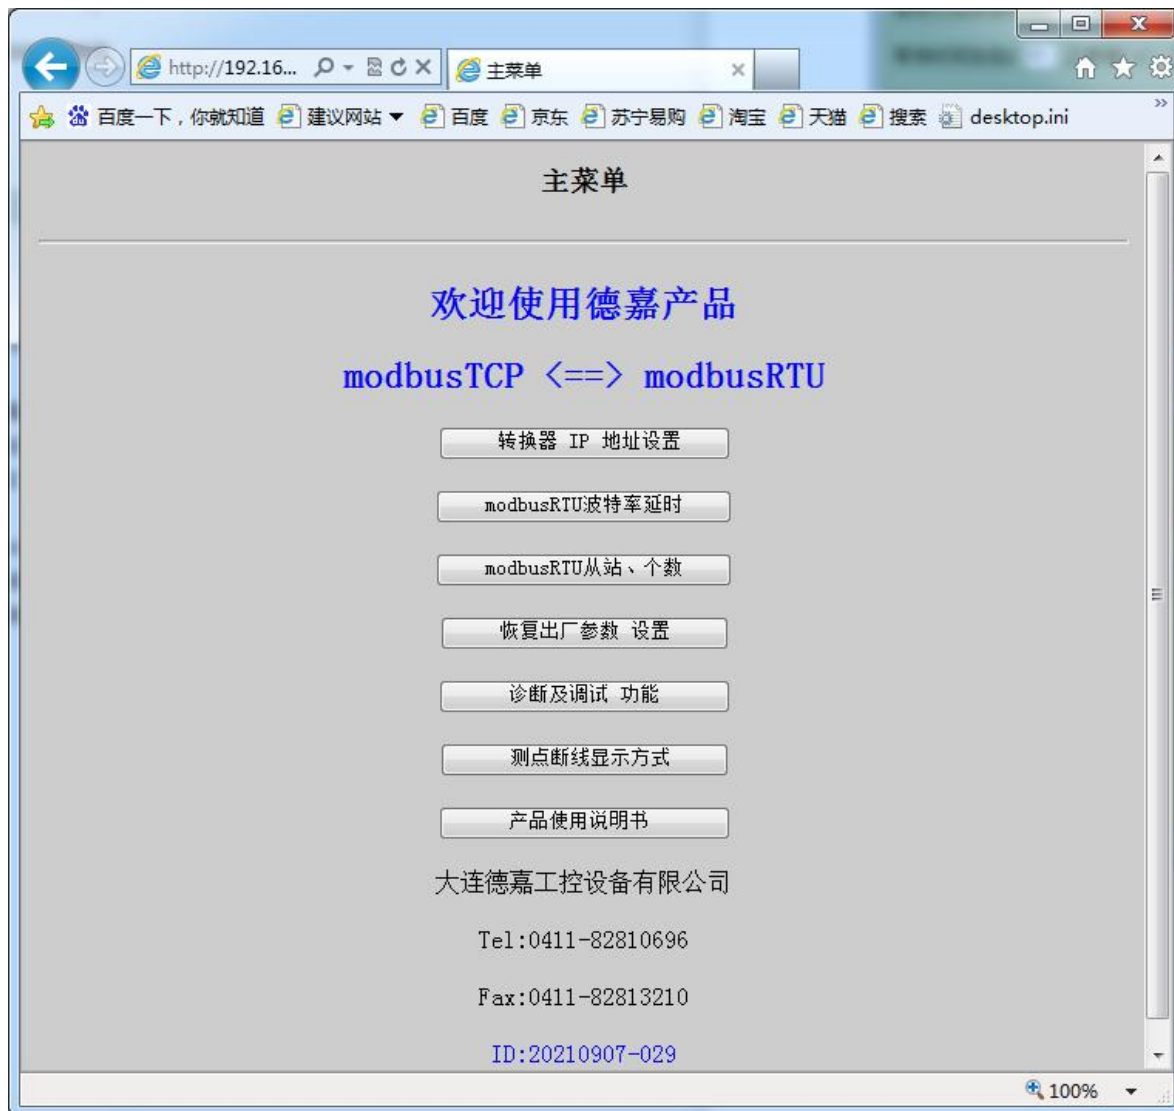 http://192.16...
主菜单
百度一下，你就知道 建议网站 百度 京东 苏宁易购 淘宝 天猫 搜索 desktop.ini
主菜单
欢迎使用德嘉产品
modbusTCP <==> modbusRTU
转换器 IP 地址设置
modbusRTU波特率延时
modbusRTU从站、个数
恢复出厂参数 设置
诊断及调试 功能
测点断线显示方式
产品使用说明书
大连德嘉工控设备有限公司
Tel:0411-82810696
Fax:0411-82813210
ID:20210907-029
100%